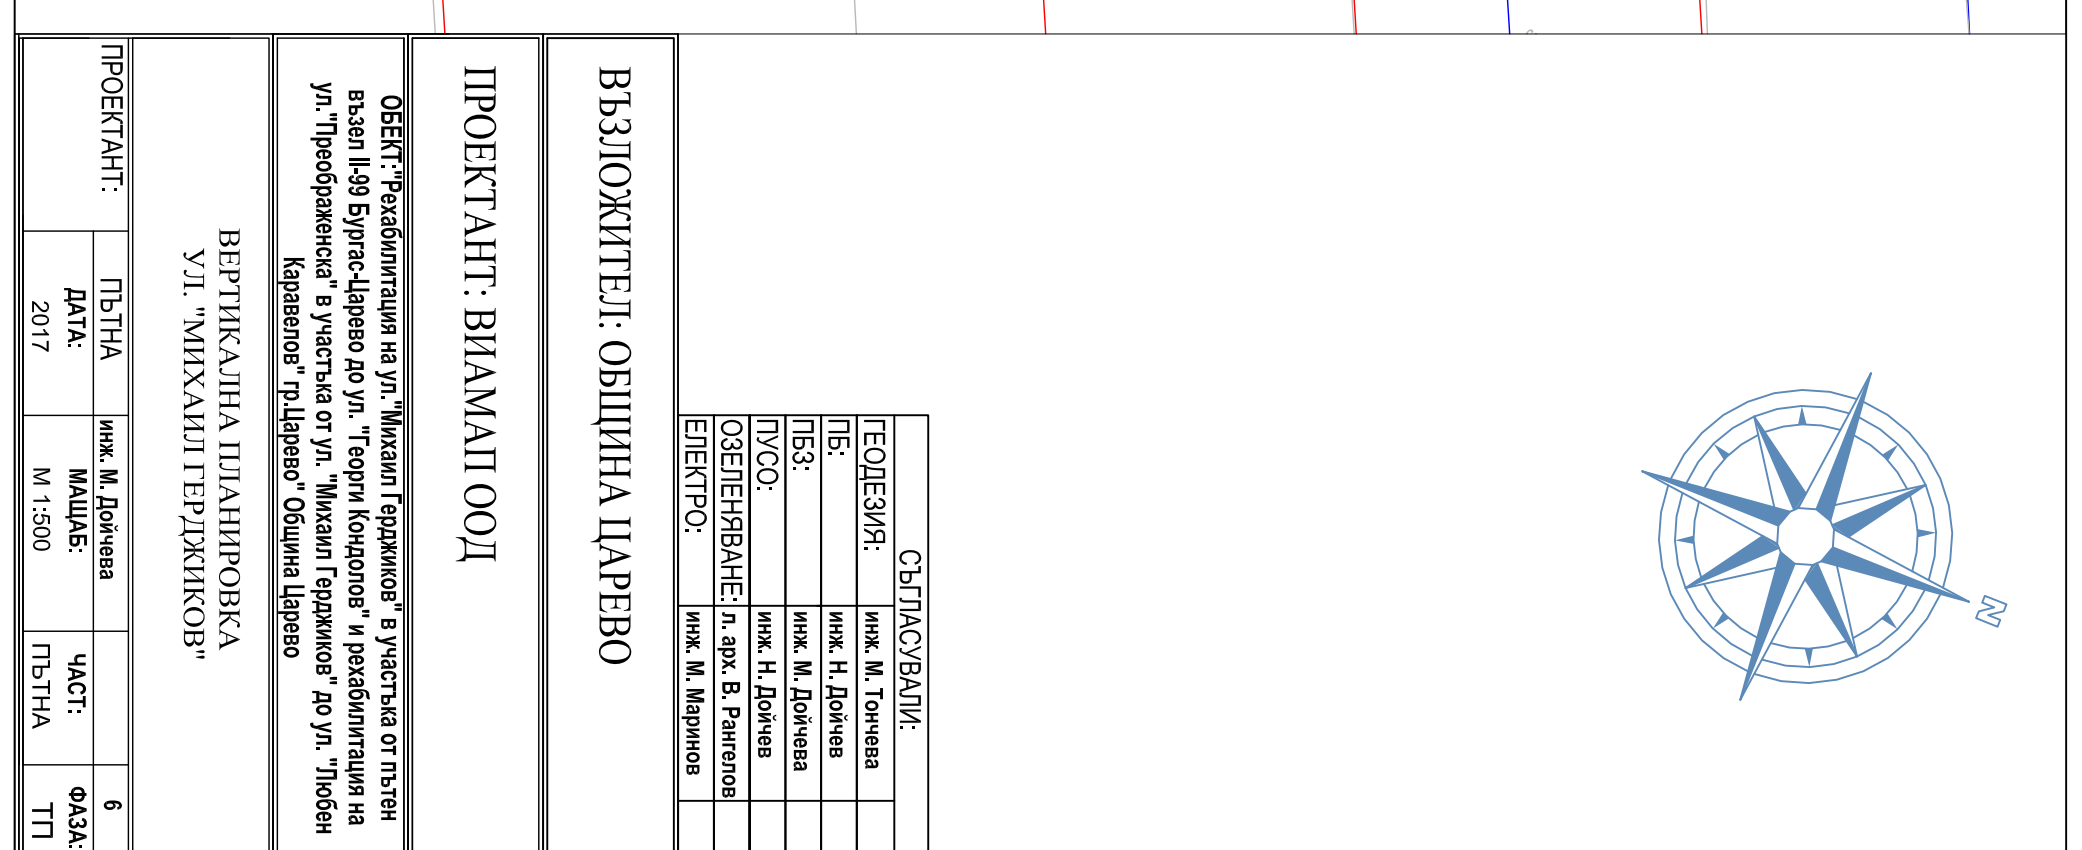 СЪГЛАСУВАЛИ:
ГЕОДЕЗИЯ: инж. М. Тончева
ПБ: инж. Н. Дойчев
ПБЗ: инж. М. Дойчева
ПУСО: инж. Н. Дойчев
ОЗЕЛЕНЯВАНЕ: л. арх. В. Рангелов
ЕЛЕКТРО: инж. М. Маринов
ВЪЗЛОЖИТЕЛ: ОБЩИНА ЦАРЕВО
ПРОЕКТАНТ: ВИАМАП ООД
ОБЕКТ:"Рехабилитация на ул."Михаил Герджиков" в участъка от пътен
възел II-99 Бургас-Царево до ул. "Георги Кондолов" и рехабилитация на
ул."Преображенска" в участъка от ул. "Михаил Герджиков" до ул. "Любен
Каравелов" гр.Царево" Община Царево
ВЕРТИКАЛНА ПЛАНИРОВКА
УЛ. "МИХАИЛ ГЕРДЖИКОВ"
ПРОЕКТАНТ: ПЪТНА инж. М. Дойчева 6
ДАТА: МАЩАБ: ЧАСТ: ФАЗА:
2017 М 1:500 ПЪТНА ТП
N